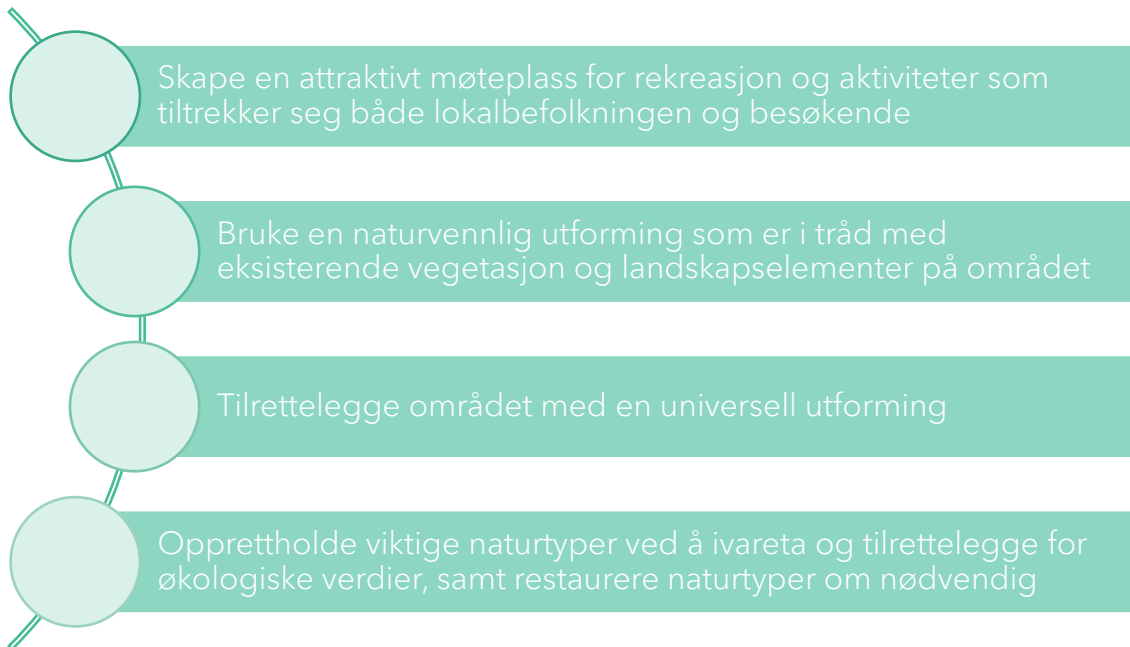 Skape en attraktivt møteplass for rekreasjon og aktiviteter som
tiltrekker seg både lokalbefolkningen og besøkende
Bruke en naturvennlig utforming som er i tråd med
eksisterende vegetasjon og landskapselementer på området
Tilrettelegge området med en universell utforming
Opprettholde viktige naturtyper ved å ivareta og tilrettelegge for
økologiske verdier, samt restaurere naturtyper om nødvendig